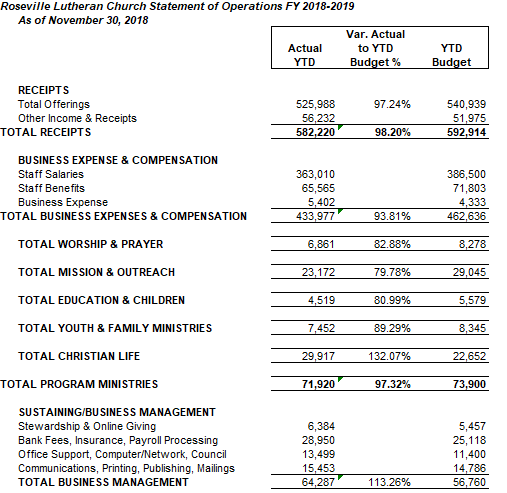 Roseville Lutheran Church Statement of Operations FY 2018-2019
As of November 30, 2018
Var. Actual
Actual to YTD YTD
YTD Budget % Budget
RECEIPTS
Total Offerings 525,988 97.24% 540,939
Other Income & Receipts 56,232 51,975
TOTAL RECEIPTS 582,220 98.20% 592,914
BUSINESS EXPENSE & COMPENSATION
Staff Salaries 363,010 386,500
Staff Benefits 65,565 71,803
Business Expense 5,402 4,333
TOTAL BUSINESS EXPENSES & COMPENSATION 433,977 93.81% 462,636
TOTAL WORSHIP & PRAYER 6,861 82.88% 8,278
TOTAL MISSION & OUTREACH 23,172 79.78% 29,045
TOTAL EDUCATION & CHILDREN 4,519 80.99% 5,579
TOTAL YOUTH & FAMILY MINISTRIES 7,452 89.29% 8,345
TOTAL CHRISTIAN LIFE 29,917 132.07% 22,652
TOTAL PROGRAM MINISTRIES 71,920 97.32% 73,900
SUSTAINING/BUSINESS MANAGEMENT
Stewardship & Online Giving 6,384 5,457
Bank Fees, Insurance, Payroll Processing 28,950 25,118
Office Support, Computer/Network, Council 13,499 11,400
Communications, Printing, Publishing, Mailings 15,453 14,786
TOTAL BUSINESS MANAGEMENT 64,287 113.26% 56,760